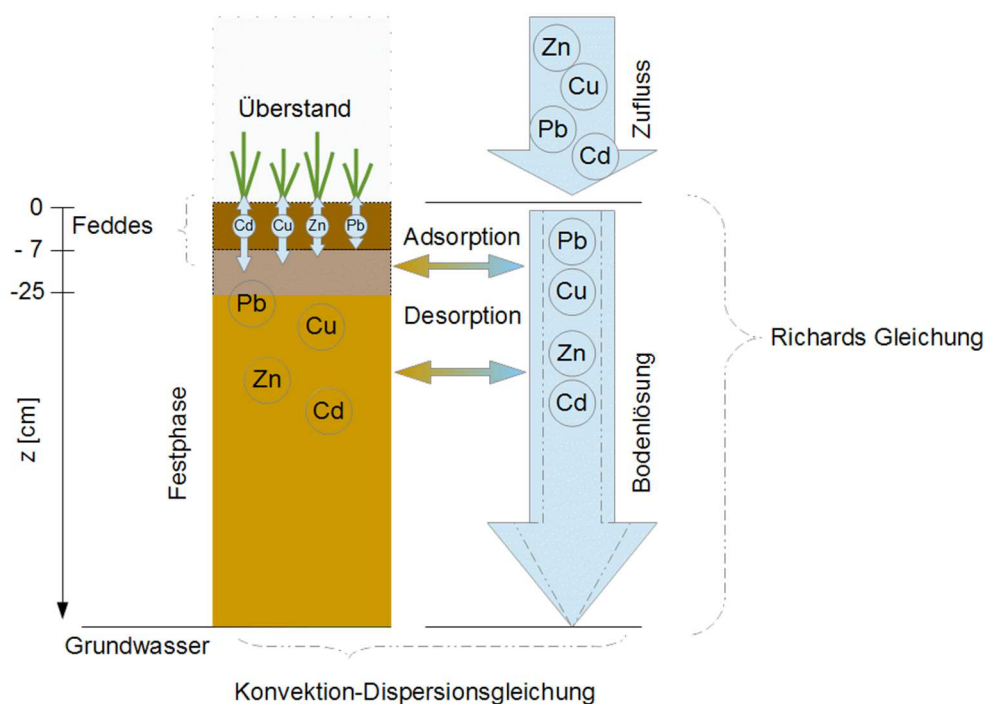 Zn
Cu
Pb
Cd
Zufluss
Überstand
0
Feddes
- 7
-25
z [cm]
Cd
Cu
Zn
Pb
Pb
Cu
Zn
Cd
Festphase
Adsorption
Desorption
Pb
Cu
Zn
Cd
Bodenlösung
Richards Gleichung
Grundwasser
Konvektion-Dispersionsgleichung